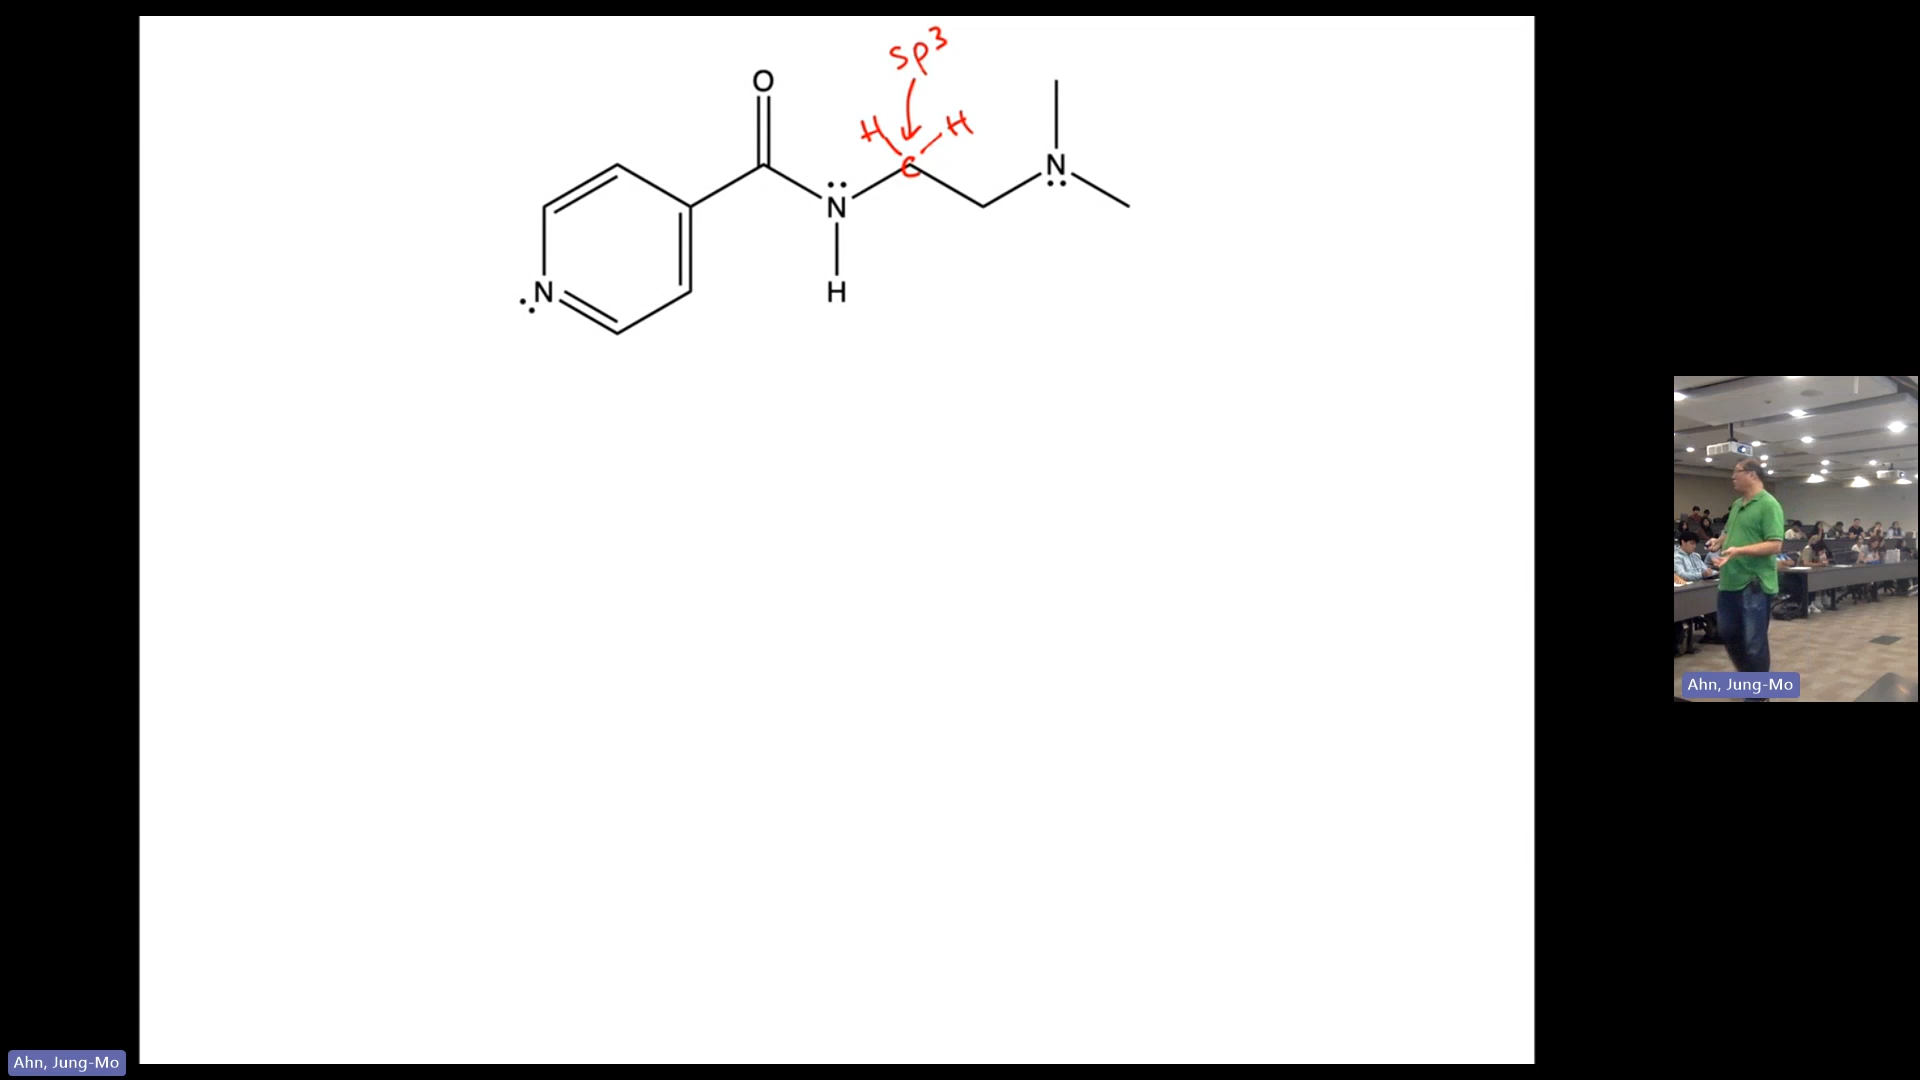 sp³
O
H H
C
N
N
H
N
Ahn, Jung-Mo
Ahn, Jung-Mo